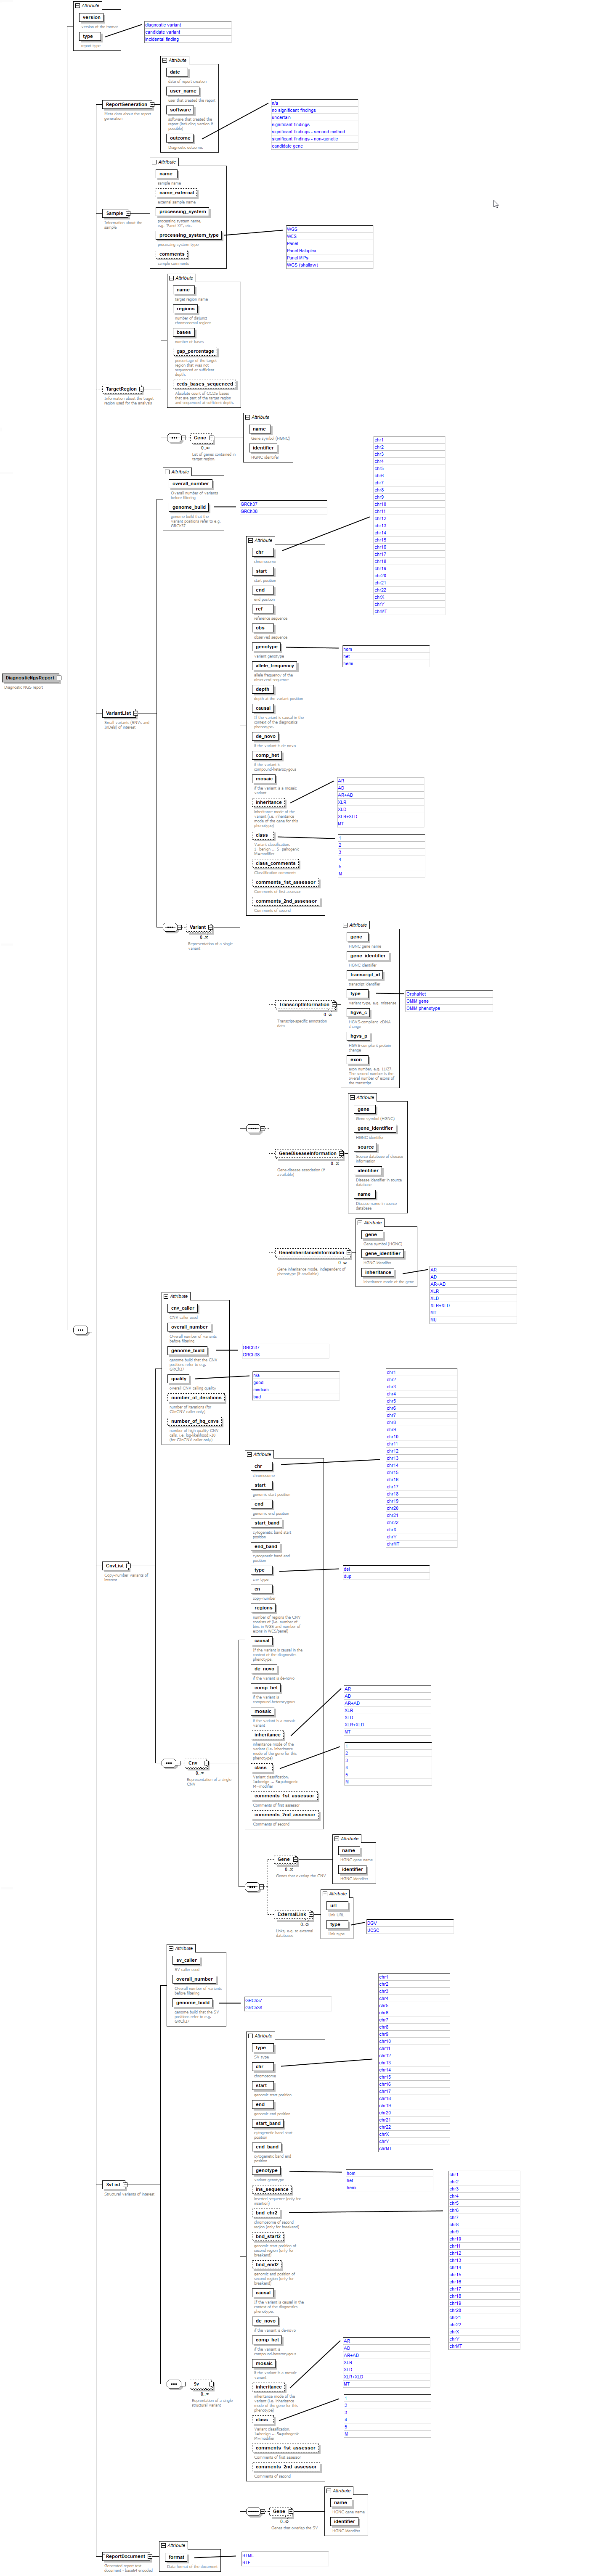 Attribute
version
version of the format
type
report type
diagnostic variant
candidate variant
incidental finding
Attribute
date
date of report creation
user_name
user that created the report
software
software that created the
report (including version if
possible)
outcome
Diagnostic outcome.
ReportGeneration
Meta data about the report
generation
n/a
no significant findings
uncertain
significant findings
significant findings - second method
significant findings - non-genetic
candidate gene
Attribute
name
sample name
name_external
external sample name
processing_system
processing system name,
processing_system_type
processing system type
comments
sample comments
Sample
Information about the
sample
WGS
WES
Panel
Panel Haloplex
Panel MIPs
WGS (shallow)
Attribute
name
target region name
regions
number of disjunct
chromosomal regions
bases
number of bases
gap_percentage
percentage of the target
region that was not
sequenced at sufficient
depth.
ccds_bases_sequenced
Absolute count of CCDS bases
that are part of the target region
and sequenced at sufficient depth.
TargetRegion
Information about the target
region used for the analysis
Gene
0..∞
List of genes contained in
target region.
Attribute
name
Gene symbol (HGNC)
identifier
HGNC identifier
Attribute
overall_number
Overall number of variants
before filtering
genome_build
genome build that the
variant positions refer to e.g.
GRCh37
GRCh37
GRCh38
Attribute
chr
chromosome
start
start position
end
end position
ref
reference sequence
obs
observed sequence
genotype
variant genotype
allele_frequency
allele frequency of the
observed sequence
depth
depth at the variant position
causal
If the variant is causal in the
context of the diagnostics
phenotype.
de_novo
if the variant is de-novo
comp_het
if the variant is
compound-heterozygous
mosaic
if the variant is a mosaic
variant
inheritance
inheritance mode of the
variant (i.e. inheritance
mode of the gene for this
phenotype)
class
Variant classification.
class_comments
Classification comments
comments_1st_assessor
Comments of first assessor
comments_2nd_assessor
Comments of second
chr1
chr2
chr3
chr4
chr5
chr6
chr7
chr8
chr9
chr10
chr11
chr12
chr13
chr14
chr15
chr16
chr17
chr18
chr19
chr20
chr21
chr22
chrX
chrY
chrMT
hom
het
hemi
AR
AD
AR+AD
XLR
XLD
XLR+XLD
MT
1
2
3
4
5
M
DiagnosticNgsReport
Diagnostic NGS report
VariantList
Small variants (SNVs and
InDels) of interest
Variant
0..∞
Representation of a single
variant
Attribute
gene
HGNC gene name
gene_identifier
HGNC identifier
transcript_id
transcript identifier
type
variant type, e.g. missense
hgvs_c
HGVS-compliant cDNA
change
hgvs_p
HGVS-compliant protein
change
exon
exon number, e.g. 11/27.
The second number is the
overal number of exons of
the transcript
TranscriptInformation
0..∞
Transcript-specific annotation
data
OrphaNet
OMIM gene
OMIM phenotype
Attribute
gene
Gene symbol (HGNC)
gene_identifier
HGNC identifier
source
Source database of disease
information
identifier
Disease identifier in source
database
name
Disease name in source
database
GeneDiseaseInformation
0..∞
Gene-disease association (if
available)
Attribute
gene
Gene symbol (HGNC)
gene_identifier
HGNC identifier
inheritance
Inheritance mode of the gene
GeneInheritanceInformation
0..∞
Gene inheritance mode, independent of
phenotype (if available)
AR
AD
AR+AD
XLR
XLD
XLR+XLD
MT
Attribute
cnv_caller
CNV caller used
overall_number
Overall number of variants
before filtering
genome_build
genome build that the CNV
positions refer to e.g.
GRCh37
quality
overall CNV calling quality
number_of_iterations
number of iterations (for
ClinCNV caller only)
number_of_hq_cnvs
number of high-quality CNV
(for ClinCNV caller only)
GRCh37
GRCh38
n/a
good
medium
bad
Attribute
chr
chromosome
start
genomic start position
end
genomic end position
start_band
cytogenetic band start
position
end_band
cytogenetic band end
position
type
cnv type
cn
copy-number
regions
number of regions the CNV
consists of (i.e. number of
bins in WGS and number of
exons in WES/panel)
causal
If the variant is causal in the
context of the diagnostics
phenotype.
de_novo
if the variant is de-novo
comp_het
if the variant is
compound-heterozygous
mosaic
if the variant is a mosaic
variant
inheritance
inheritance mode of the
variant (i.e. inheritance
mode of the gene for this
phenotype)
class
Variant classification.
comments_1st_assessor
Comments of first assessor
comments_2nd_assessor
Comments of second
chr1
chr2
chr3
chr4
chr5
chr6
chr7
chr8
chr9
chr10
chr11
chr12
chr13
chr14
chr15
chr16
chr17
chr18
chr19
chr20
chr21
chr22
chrX
chrY
chrMT
del
dup
AR
AD
AR+AD
XLR
XLD
XLR+XLD
MT
1
2
3
4
5
M
CnvList
Copy-number variants of
interest
Cnv
0..∞
Representation of a single
CNV
Gene
0..∞
Genes that overlap the CNV.
Attribute
name
HGNC gene name
identifier
HGNC identifier
ExternalLink
0..∞
Links, e.g. to external
databases
Attribute
url
Link URL
type
Link type
DGV
UCSC
Attribute
sv_caller
SV caller used
overall_number
Overall number of variants
before filtering
genome_build
genome build that the SV
positions refer to e.g.
GRCh37
GRCh37
GRCh38
Attribute
type
SV type
chr
chromosome
start
genomic start position
end
genomic end position
start_band
cytogenetic band start
position
end_band
cytogenetic band end
position
genotype
variant genotype
ins_sequence
inserted sequence (only for
insertion)
bnd_chr2
chromosome of second
region (only for breakend)
bnd_start2
genomic start position of
second region (only for
breakend)
bnd_end2
genomic end position of
second region (only for
breakend)
causal
If the variant is causal in the
context of the diagnostics
phenotype.
de_novo
if the variant is de-novo
comp_het
if the variant is
compound-heterozygous
mosaic
if the variant is a mosaic
variant
inheritance
inheritance mode of the
variant (i.e. inheritance
mode of the gene for this
phenotype)
class
Variant classification.
comments_1st_assessor
Comments of first assessor
comments_2nd_assessor
Comments of second
chr1
chr2
chr3
chr4
chr5
chr6
chr7
chr8
chr9
chr10
chr11
chr12
chr13
chr14
chr15
chr16
chr17
chr18
chr19
chr20
chr21
chr22
chrX
chrY
chrMT
hom
het
hemi
chr1
chr2
chr3
chr4
chr5
chr6
chr7
chr8
chr9
chr10
chr11
chr12
chr13
chr14
chr15
chr16
chr17
chr18
chr19
chr20
chr21
chr22
chrX
chrY
chrMT
AR
AD
AR+AD
XLR
XLD
XLR+XLD
MT
1
2
3
4
5
M
SvList
Structural variants of interest
Sv
0..∞
Reprentation of a single
structural variant
Gene
0..∞
Genes that overlap the SV
Attribute
name
HGNC gene name
identifier
HGNC identifier
ReportDocument
Generated report text
document - base64 encoded
Attribute
format
Data format of the document
HTML
RTF